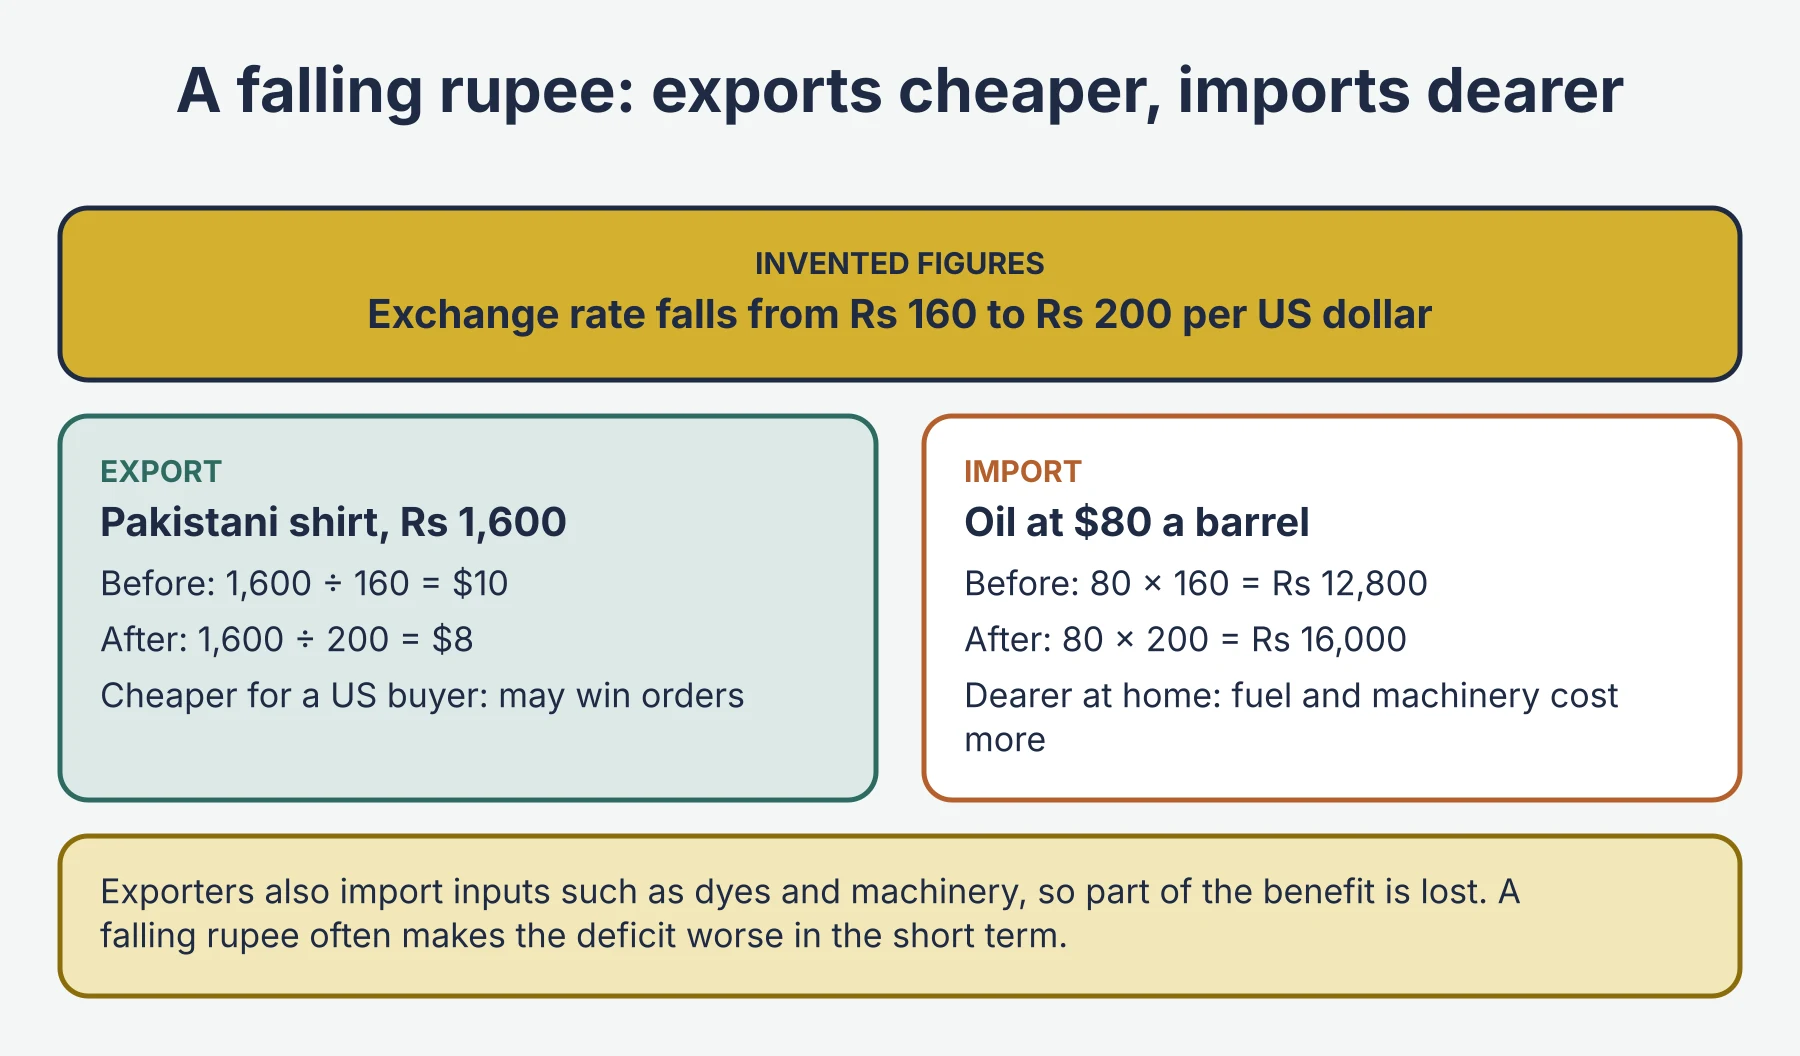 A falling rupee: exports cheaper, imports dearer
INVENTED FIGURES
Exchange rate falls from Rs 160 to Rs 200 per US dollar
EXPORT
Pakistani shirt, Rs 1,600
Before: 1,600 ÷ 160 = $10
After: 1,600 ÷ 200 = $8
Cheaper for a US buyer: may win orders
IMPORT
Oil at $80 a barrel
Before: 80 × 160 = Rs 12,800
After: 80 × 200 = Rs 16,000
Dearer at home: fuel and machinery cost
more
Exporters also import inputs such as dyes and machinery, so part of the benefit is lost. A
falling rupee often makes the deficit worse in the short term.